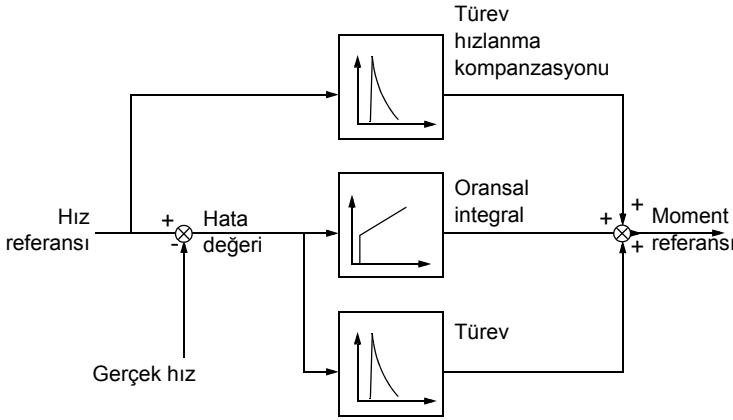 Türev
hızlanma
kompanzasyonu
Oransal
integral
Hız
referansı
+
-
Hata
değeri
+
+
+
Moment
referansı
Türev
Gerçek hız